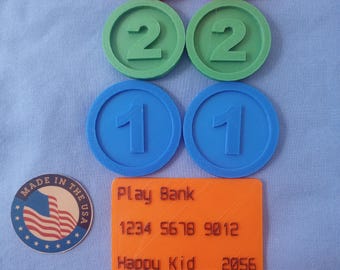 2 2
1 1
MADE IN THE USA
Play Bank
1234 5678 9012
Happy Kid 2056